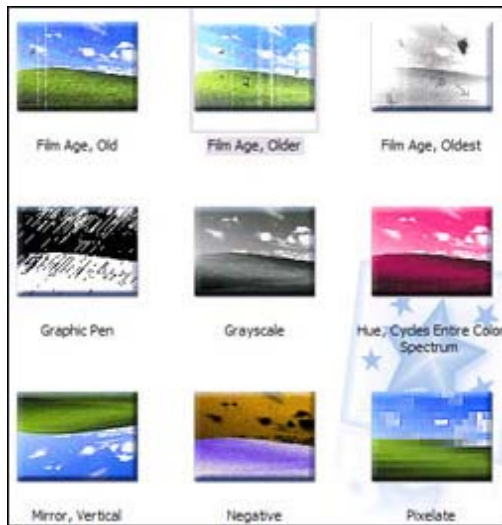 Film Age, Old
Film Age, Older
Film Age, Oldest
Graphic Pen
Grayscale
Hue, Cycles Entire Color
Spectrum
Mirror, Vertical
Negative
Pixelate